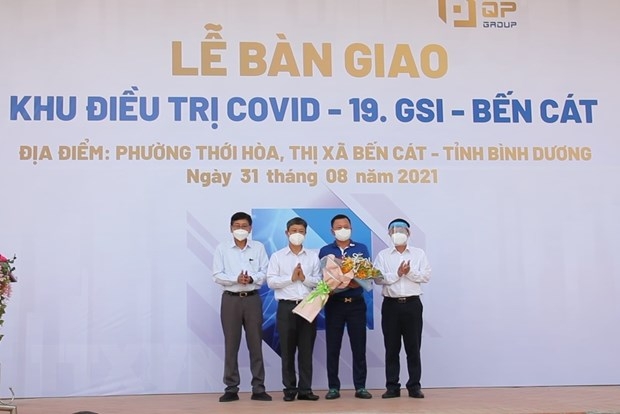 QP
GROUP
LỄ BÀN GIAO
KHU ĐIỀU TRỊ COVID - 19. GSI - BẾN CÁT
ĐỊA ĐIỂM: PHƯỜNG THỚI HÒA, THỊ XÃ BẾN CÁT - TỈNH BÌNH DƯƠNG
Ngày 31 tháng 08 năm 2021